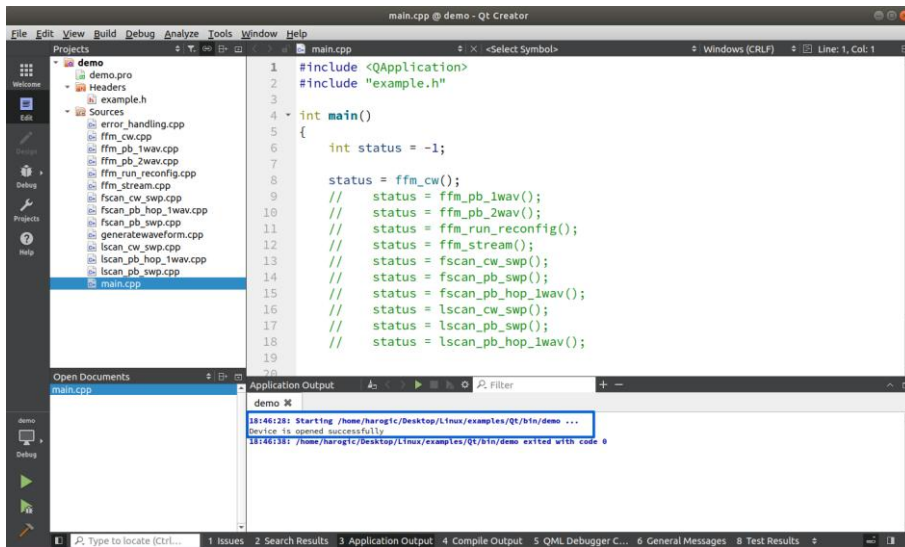 main.cpp @ demo - Qt Creator
File Edit View Build Debug Analyze Tools Window Help
Projects
main.cpp
<Select Symbol>
Windows (CRLF)
Line: 1, Col: 1
Welcome
Edit
Design
Debug
Projects
Help
demo
demo.pro
Headers
example.h
Sources
error_handling.cpp
ffm_cw.cpp
ffm_pb_1wav.cpp
ffm_pb_2wav.cpp
ffm_run_reconfig.cpp
ffm_stream.cpp
fscan_cw_swp.cpp
fscan_pb_hop_1wav.cpp
fscan_pb_swp.cpp
generatewaveform.cpp
lscan_cw_swp.cpp
lscan_pb_hop_1wav.cpp
lscan_pb_swp.cpp
main.cpp
1 #include <QApplication>
2 #include "example.h"
3
4 int main()
5 {
6 int status = -1;
7
8 status = ffm_cw();
9 // status = ffm_pb_1wav();
10 // status = ffm_pb_2wav();
11 // status = ffm_run_reconfig();
12 // status = ffm_stream();
13 // status = fscan_cw_swp();
14 // status = fscan_pb_swp();
15 // status = fscan_pb_hop_1wav();
16 // status = lscan_cw_swp();
17 // status = lscan_pb_swp();
18 // status = lscan_pb_hop_1wav();
19
20
Open Documents
main.cpp
Application Output
Filter
demo
18:46:28: Starting /home/harogic/Desktop/Linux/examples/Qt/bin/demo ...
Device is opened successfully
18:46:38: /home/harogic/Desktop/Linux/examples/Qt/bin/demo exited with code 0
demo
Debug
Type to locate (Ctrl...
1 Issues 2 Search Results 3 Application Output 4 Compile Output 5 QML Debugger C... 6 General Messages 8 Test Results